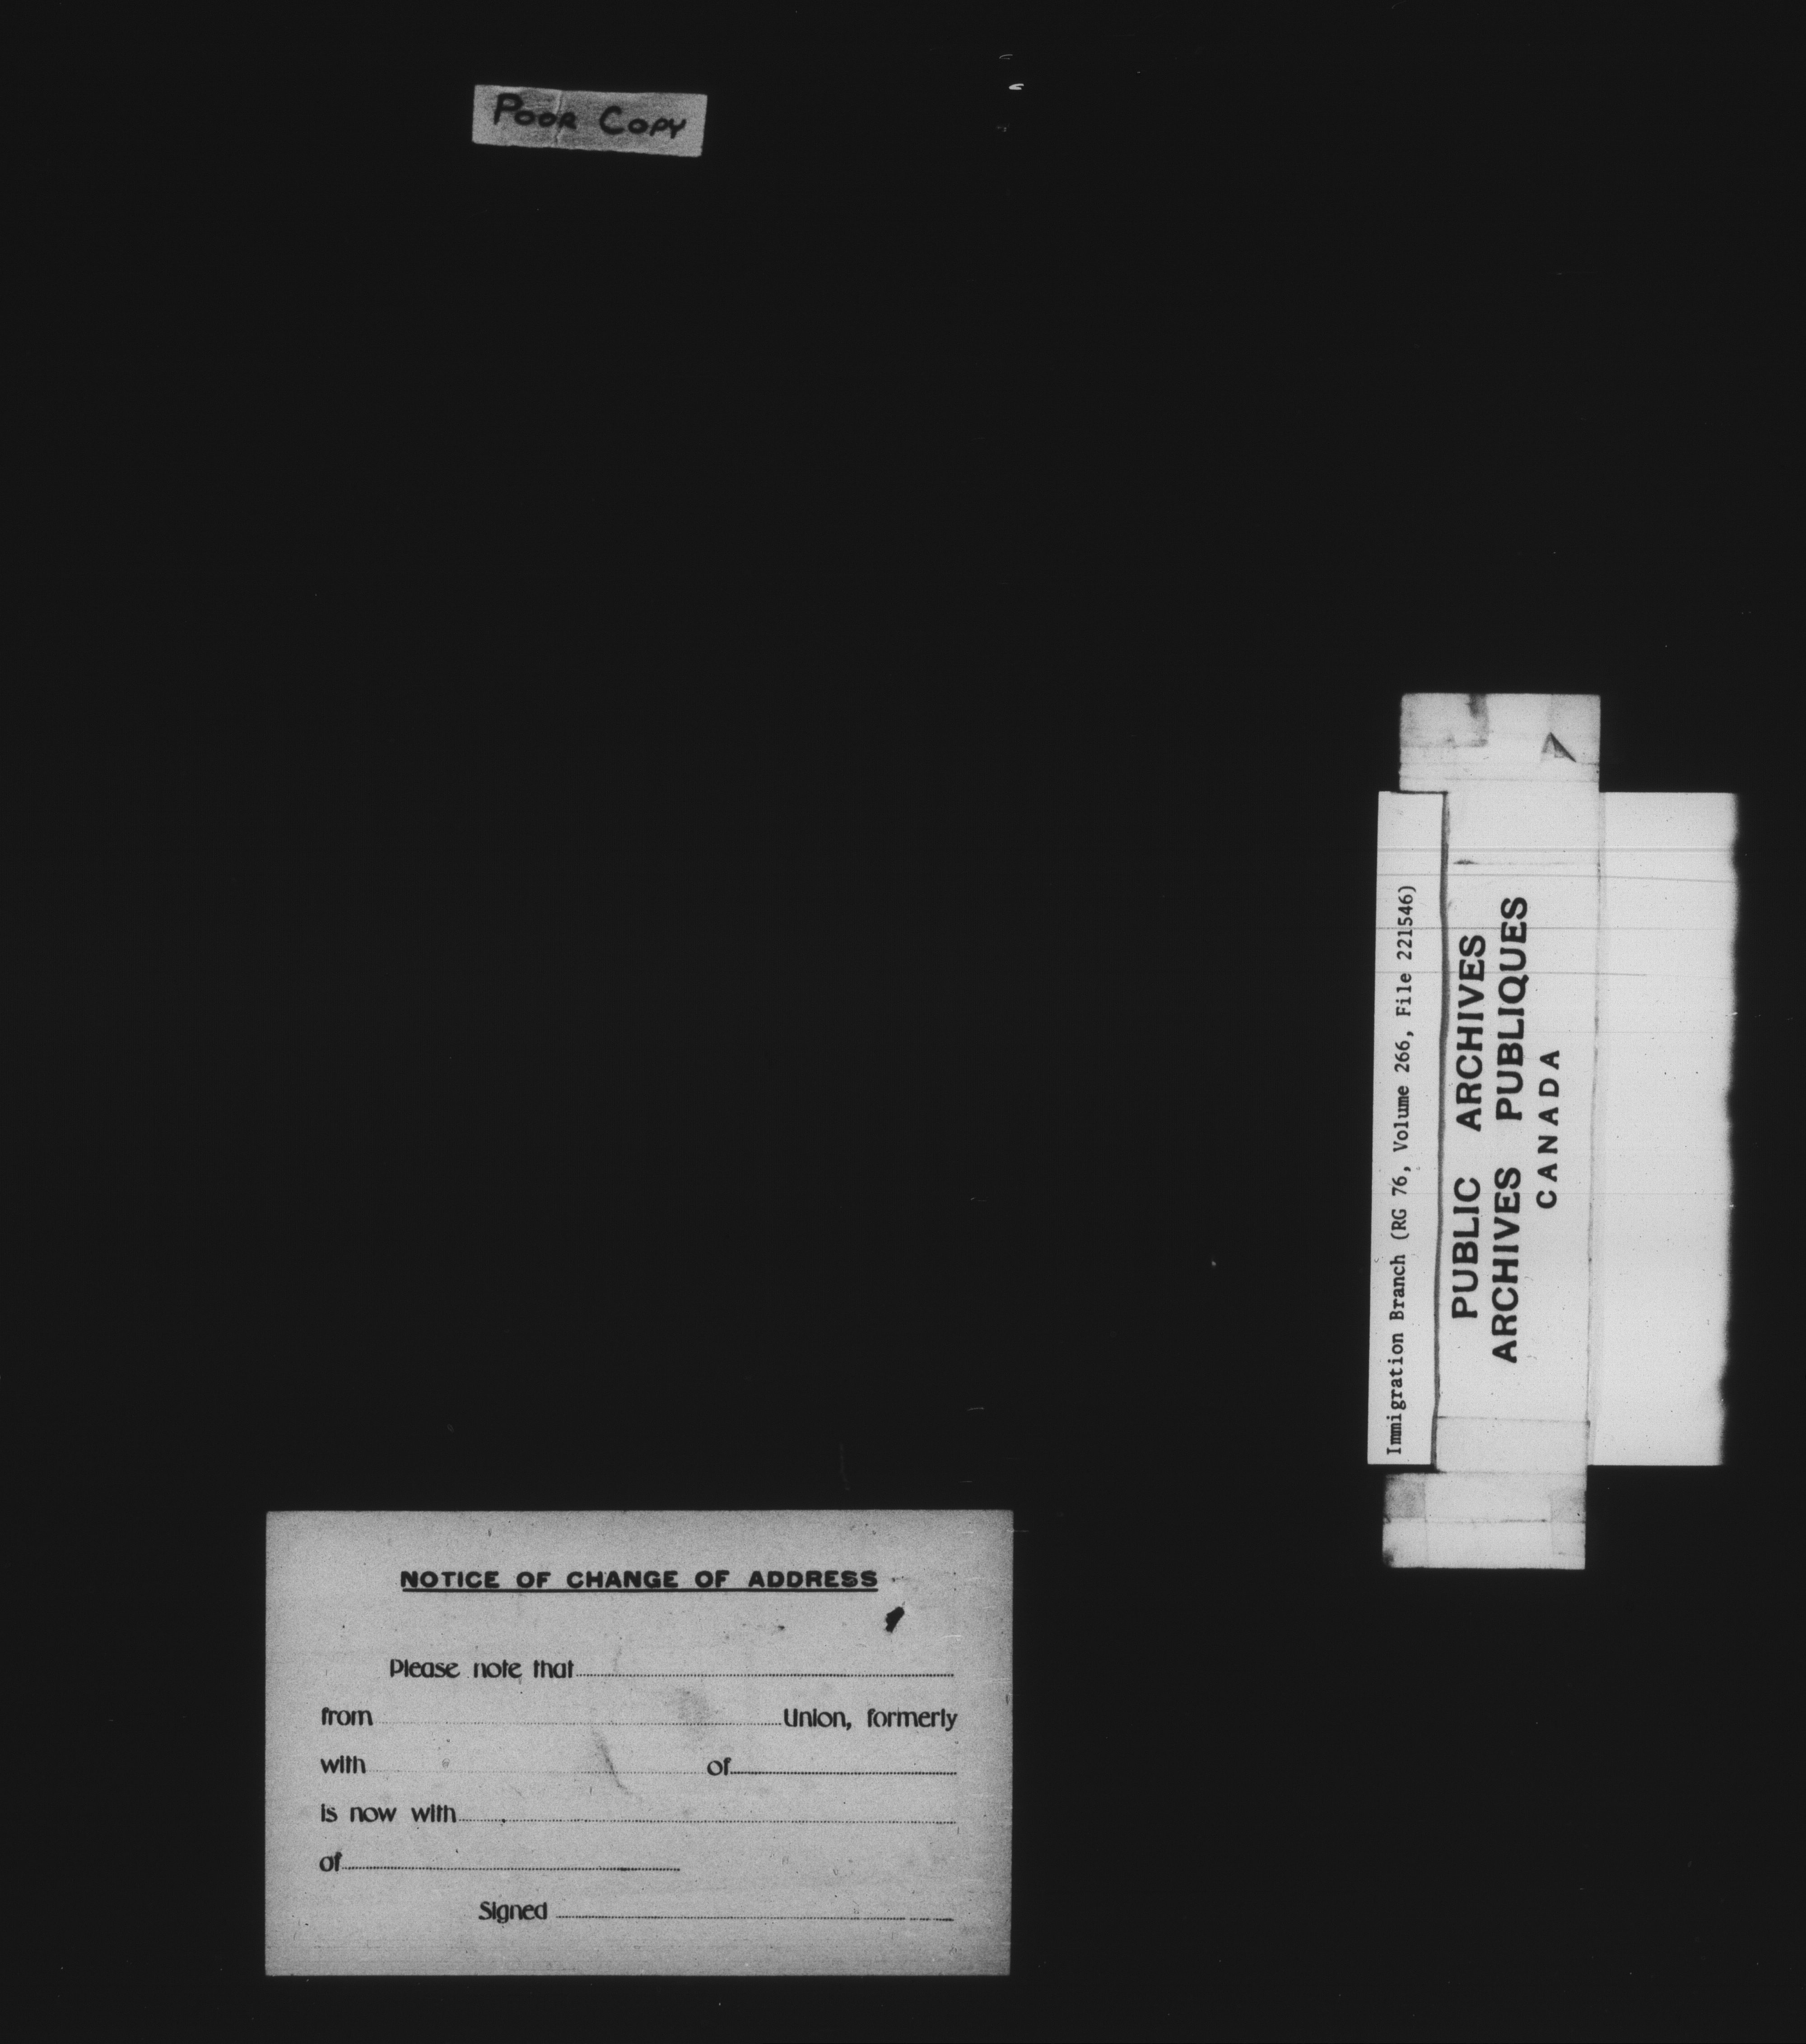 POOR COPY
Immigration Branch (RG 76, Volume 266, File 221546)
PUBLIC ARCHIVES
ARCHIVES PUBLIQUES
CANADA
NOTICE OF CHANGE OF ADDRESS
Please note that
from Union, formerly
with of
is now with
of
Signed